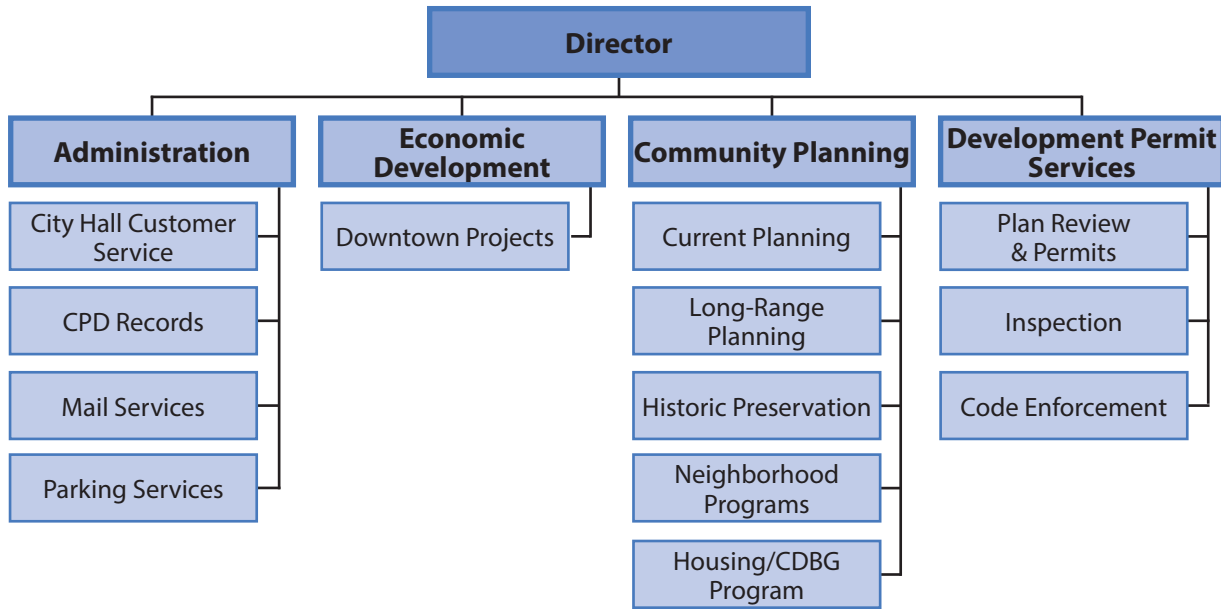 Director
Administration
City Hall Customer
Service
CPD Records
Mail Services
Parking Services
Economic
Development
Downtown Projects
Community Planning
Current Planning
Long-Range
Planning
Historic Preservation
Neighborhood
Programs
Housing/CDBG
Program
Development Permit
Services
Plan Review
& Permits
Inspection
Code Enforcement